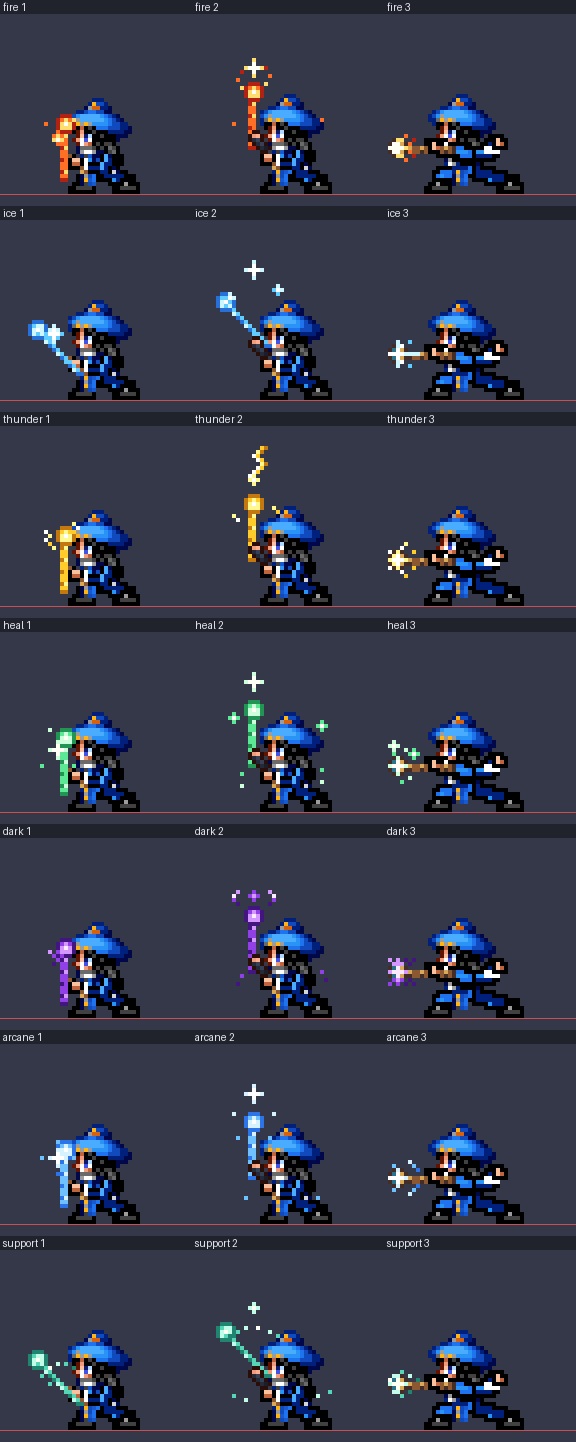 fire 1 fire 2 fire 3
ice 1 ice 2 ice 3
thunder 1 thunder 2 thunder 3
heal 1 heal 2 heal 3
dark 1 dark 2 dark 3
arcane 1 arcane 2 arcane 3
support 1 support 2 support 3